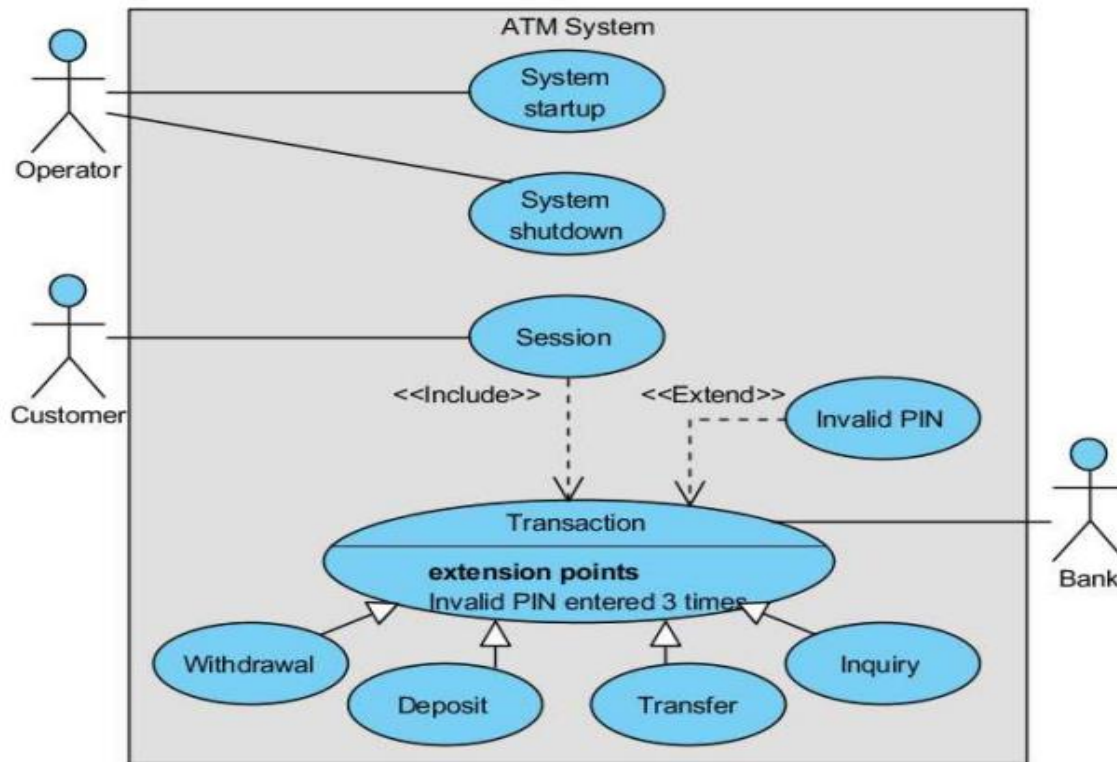 ATM System
System
startup
Operator
System
shutdown
Session
Customer
<<Include>>
<<Extend>>
Invalid PIN
Transaction
extension points
Invalid PIN entered 3 times
Bank
Withdrawal
Deposit
Transfer
Inquiry